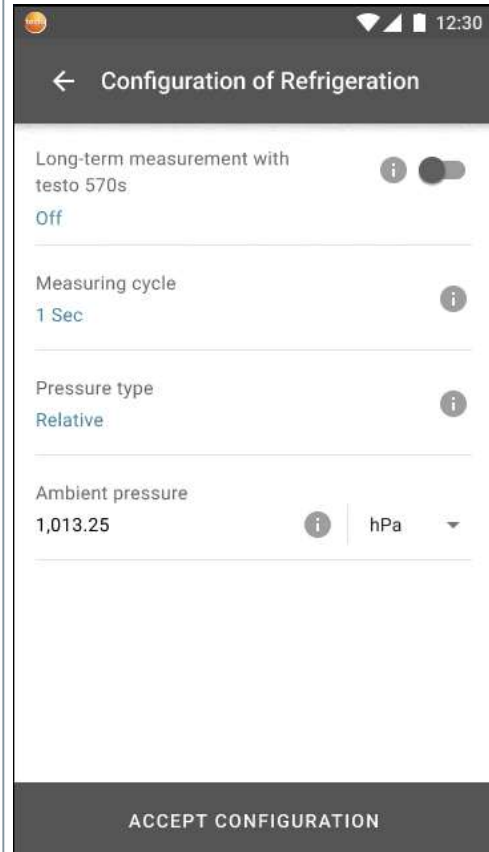 testo
12:30
Configuration of Refrigeration
Long-term measurement with
testo 570s
Off
Measuring cycle
1 Sec
Pressure type
Relative
Ambient pressure
1,013.25
hPa
ACCEPT CONFIGURATION